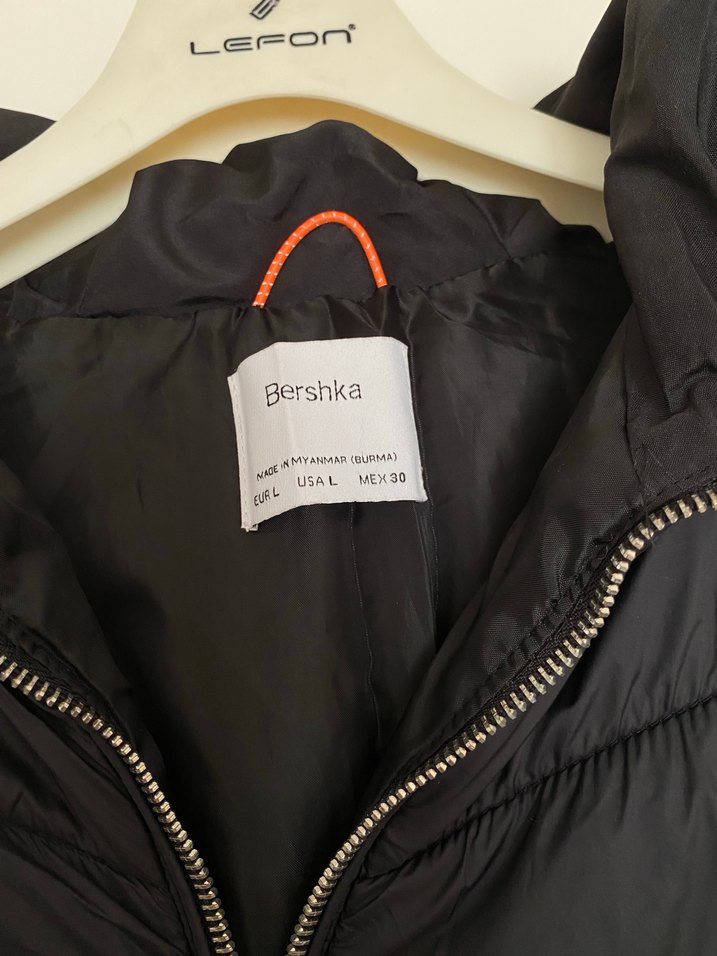 LEFON®
Bershka
MADE IN MYANMAR (BURMA)
EUR L USA L MEX 30